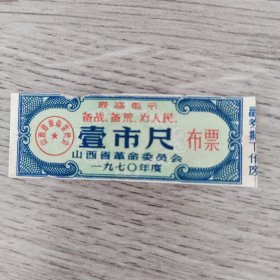 最高指示
备战、备荒、为人民。
壹市尺
布票
山西省革命委员会
一九七〇年度